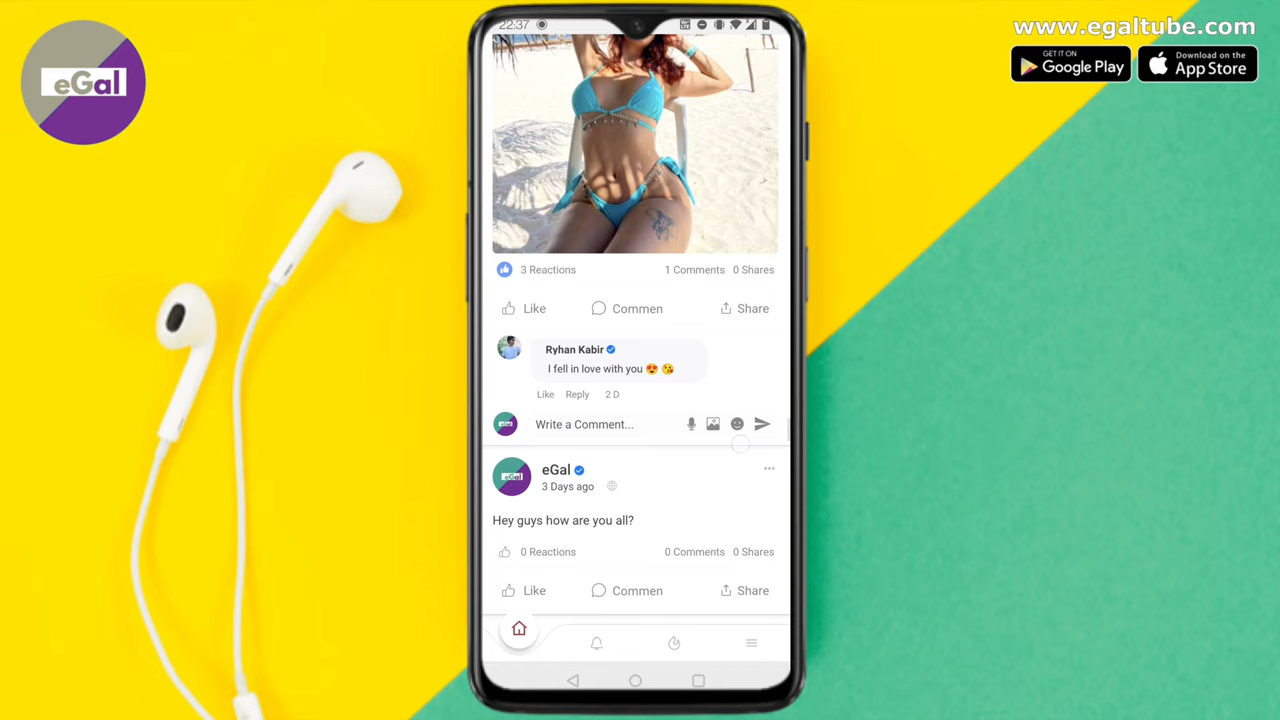 www.egaltube.com
eGal
GET IT ON
Google Play
Download on the
App Store
22:37
3 Reactions
1 Comments 0 Shares
Like
Commen
Share
Ryhan Kabir
I fell in love with you 😍 😘
Like Reply 2 D
Write a Comment...
eGal
eGal
3 Days ago
Hey guys how are you all?
0 Reactions
0 Comments 0 Shares
Like
Commen
Share